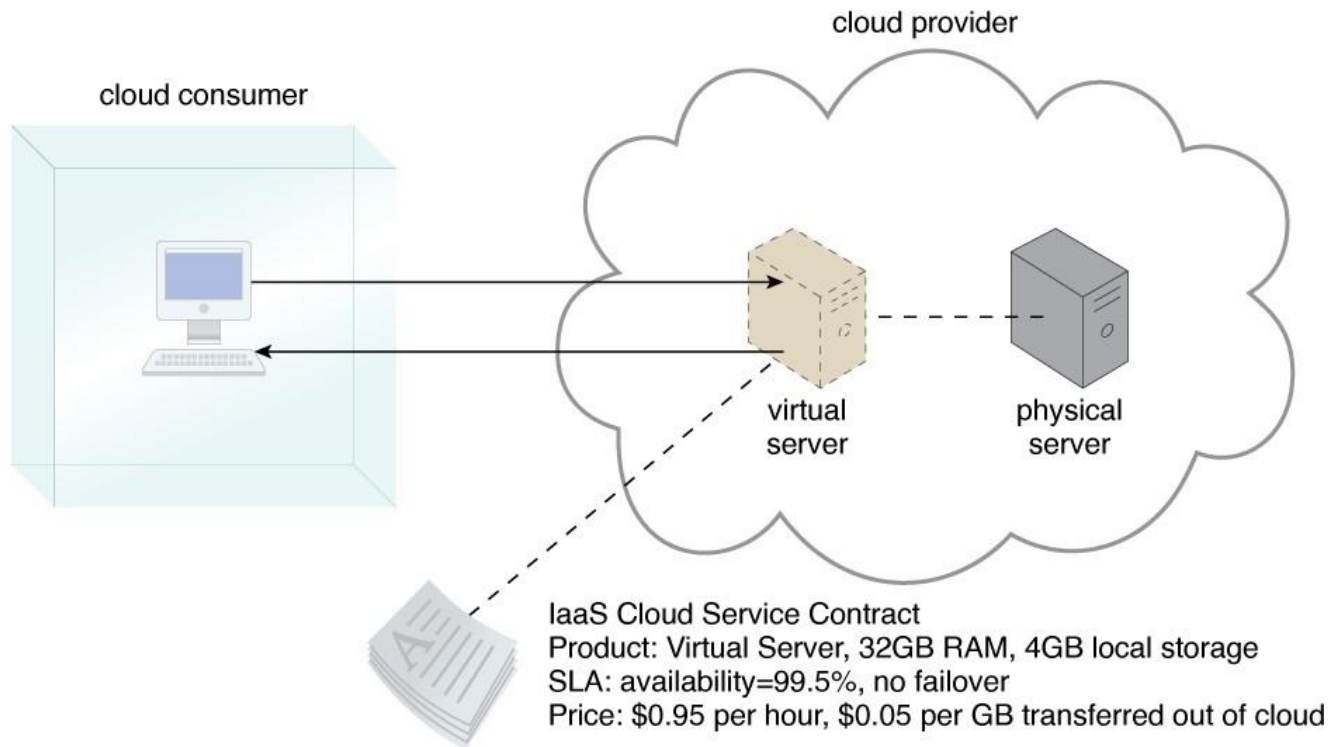 cloud provider
cloud consumer
virtual
server
physical
server
A
IaaS Cloud Service Contract
Product: Virtual Server, 32GB RAM, 4GB local storage
SLA: availability=99.5%, no failover
Price: $0.95 per hour, $0.05 per GB transferred out of cloud